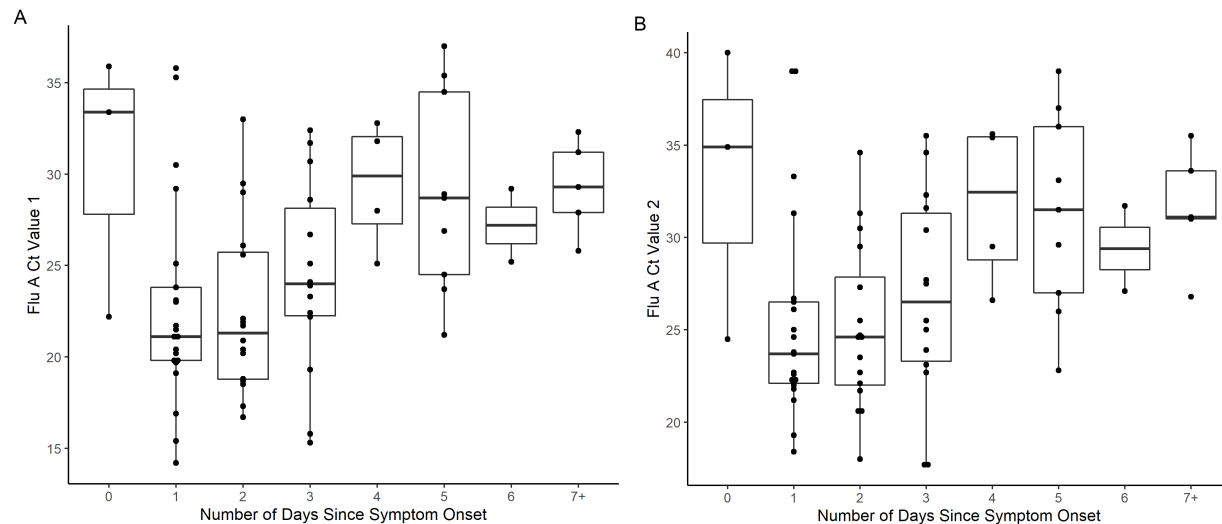 A
Flu A Ct Value 1
35
30
25
20
15
0 1 2 3 4 5 6 7+
Number of Days Since Symptom Onset
B
Flu A Ct Value 2
40
35
30
25
20
0 1 2 3 4 5 6 7+
Number of Days Since Symptom Onset